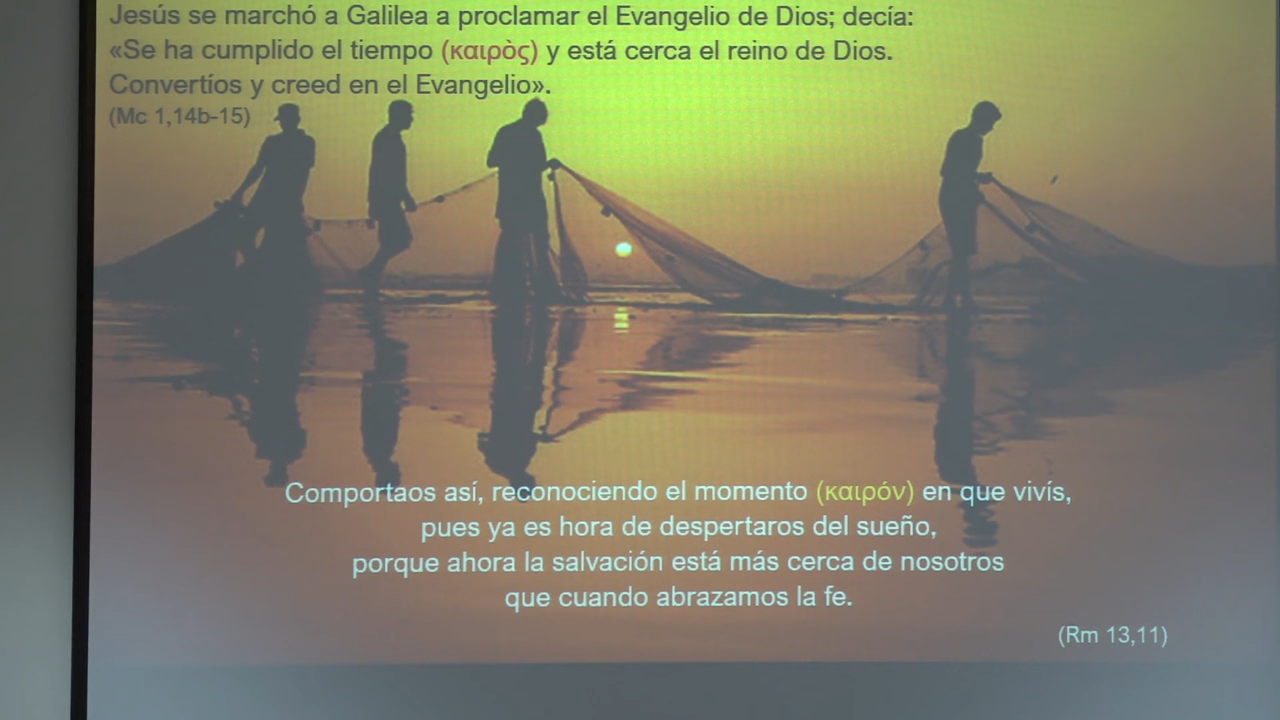 Jesús se marchó a Galilea a proclamar el Evangelio de Dios; decía:
«Se ha cumplido el tiempo (καιρὸς) y está cerca el reino de Dios.
Convertíos y creed en el Evangelio».
(Mc 1,14b-15)
Comportaos así, reconociendo el momento (καιρόν) en que vivís,
pues ya es hora de despertaros del sueño,
porque ahora la salvación está más cerca de nosotros
que cuando abrazamos la fe.
(Rm 13,11)